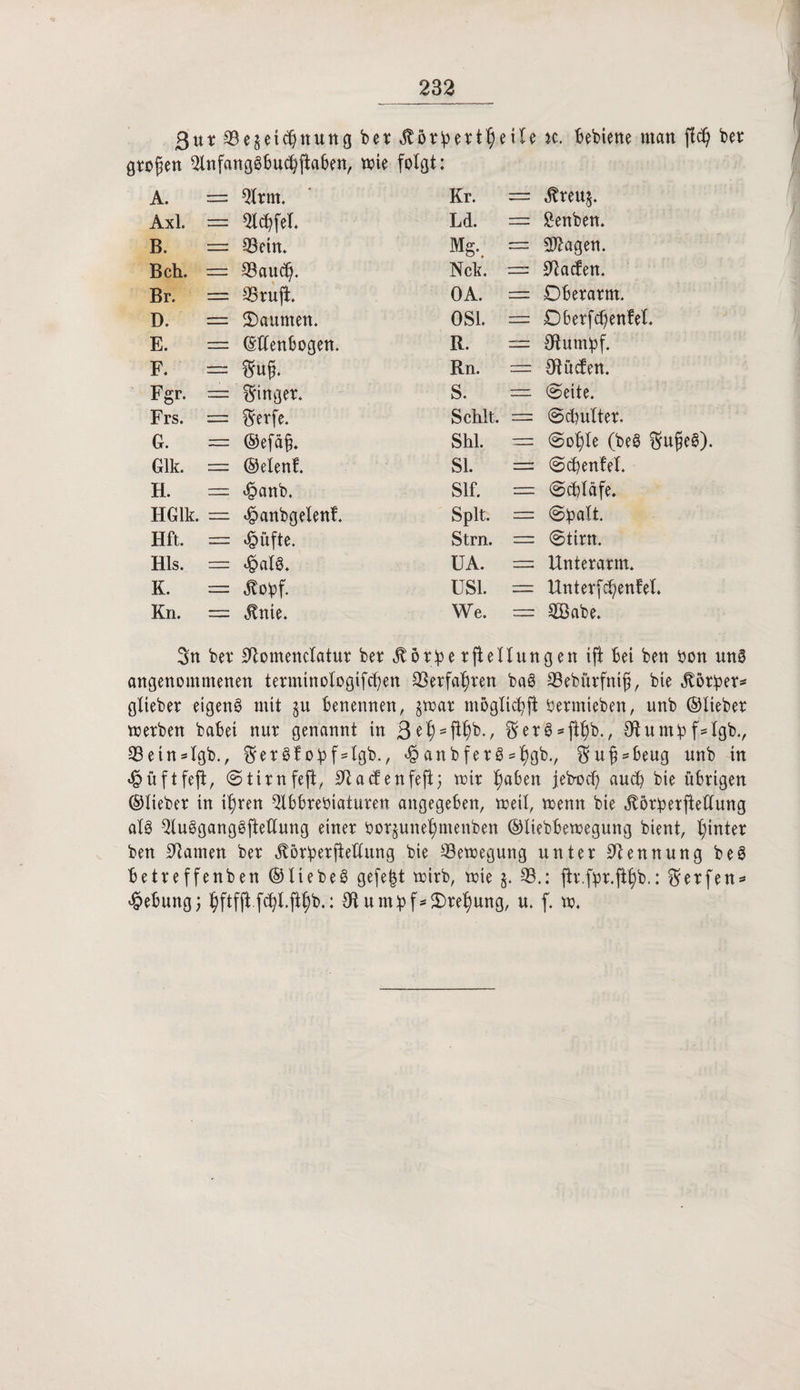 232
Zur Bezeichnung der Körpertheile ꝛc. bediene man sich der
großen Anfangsbuchstaben, wie folgt:
A. = Arm. Kr. = Kreuz.
Axl. = Achsel. Ld. = Lenden.
B. = Bein. Mg. = Magen.
Bch. = Bauch. Nck. = Nacken.
Br. = Brust. OA. = Oberarm.
D. = Daumen. OSl. = Oberschenkel.
E. = Ellenbogen. R. = Rumpf.
F. = Fuß. Rn. = Rücken.
Fgr. = Finger. S. = Seite.
Frs. = Ferse. Schlt. = Schulter.
G. = Gesäß. Shl. = Sohle (des Fußes).
Glk. = Gelenk. Sl. = Schenkel.
H. = Hand. Slf. = Schläfe.
HGlk. = Handgelenk. Splt. = Spalt.
Hft. = Hüfte. Strn. = Stirn.
Hls. = Hals. UA. = Unterarm.
K. = Kopf. USl. = Unterschenkel.
Kn. = Knie. We. = Wabe.
In der Nomenclatur der Körperstellungen ist bei den von uns
angenommenen terminologischen Verfahren das Bedürfniß, die Körper-
glieder eigens mit zu benennen, zwar möglichst vermieden, und Glieder
werden dabei nur genannt in Zeh-sthd., Fers-sthd., Rumpf-lgd.,
Bein-lgd., Ferskopf-lgd., Handfers-hgd., Fuß-beug und in
Hüftfest, Stirnfest, Nackenfest; wir haben jedoch auch die übrigen
Glieder in ihren Abbreviaturen angegeben, weil, wenn die Körperstellung
als Ausgangsstellung einer vorzunehmenden Gliedbewegung dient, hinter
den Namen der Körperstellung die Bewegung unter Nennung des
betreffenden Gliedes gesetzt wird, wie z. B.: str.spr.sthd.: Fersen-
Hebung; hftfst.schl.sthd.: Rumpf-Drehung, u. s. w.